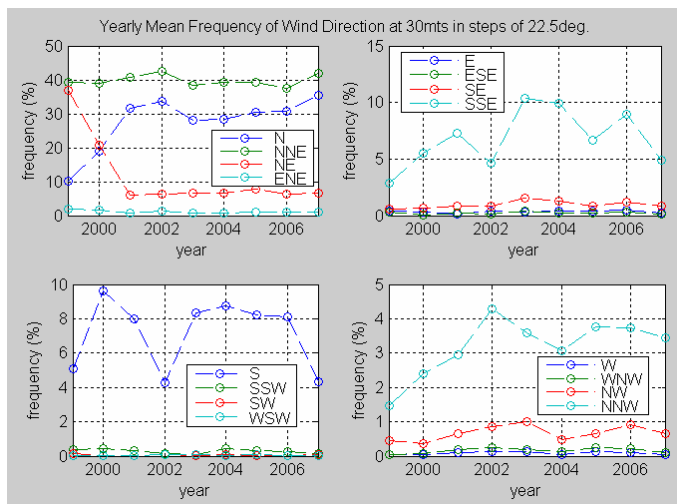 Yearly Mean Frequency of Wind Direction at 30mts in steps of 22.5deg.
50
40
30
20
10
0
frequency (%)
N
NNE
NE
ENE
2000
2002
2004
2006
year
15
10
5
0
frequency (%)
E
ESE
SE
SSE
2000
2002
2004
2006
year
10
8
6
4
2
0
frequency (%)
S
SSW
SW
WSW
2000
2002
2004
2006
year
5
4
3
2
1
0
frequency (%)
W
WNW
NW
NNW
2000
2002
2004
2006
year